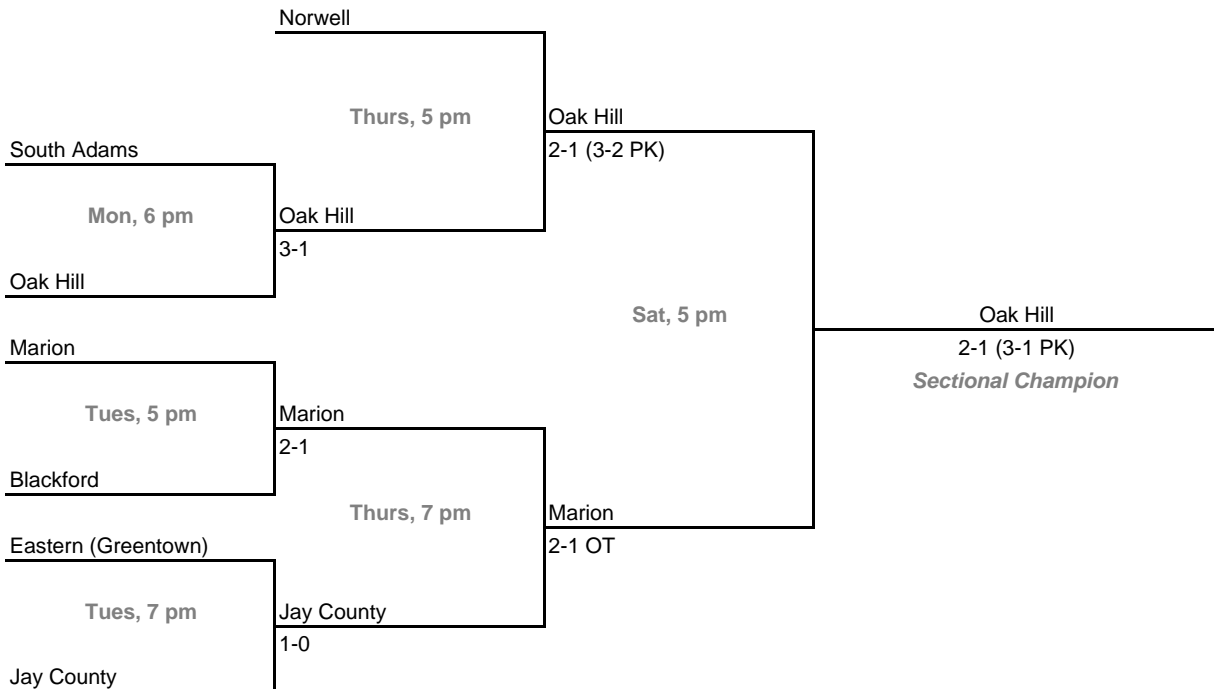 Norwell
Thurs, 5 pm
Oak Hill
South Adams
2-1 (3-2 PK)
Mon, 6 pm
Oak Hill
3-1
Oak Hill
Sat, 5 pm
Oak Hill
Marion
2-1 (3-1 PK)
Sectional Champion
Tues, 5 pm
Marion
2-1
Blackford
Thurs, 7 pm
Marion
Eastern (Greentown)
2-1 OT
Tues, 7 pm
Jay County
1-0
Jay County